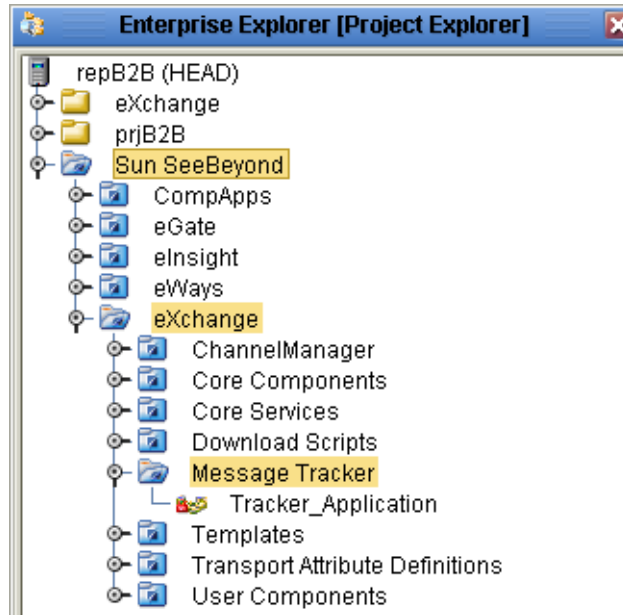 Enterprise Explorer [Project Explorer]
repB2B (HEAD)
eXchange
prjB2B
Sun SeeBeyond
CompApps
eGate
eInsight
eWays
eXchange
ChannelManager
Core Components
Core Services
Download Scripts
Message Tracker
Tracker_Application
Templates
Transport Attribute Definitions
User Components